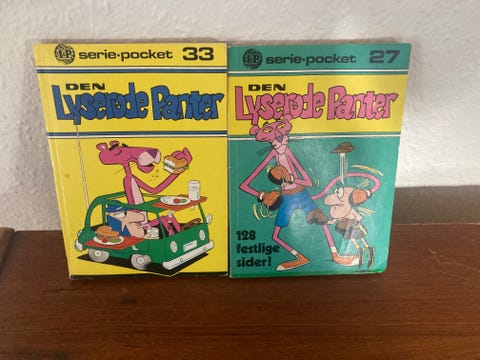 serie-pocket 33
DEN
Lyserøde Panter
serie-pocket 27
DEN
Lyserøde Panter
128
festlige
sider!